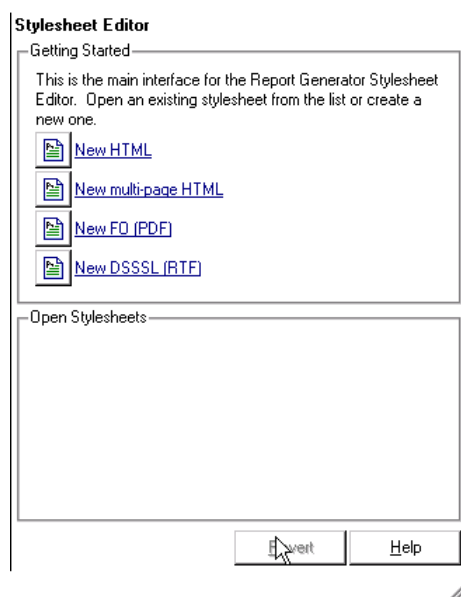 Stylesheet Editor
Getting Started
This is the main interface for the Report Generator Stylesheet
Editor. Open an existing stylesheet from the list or create a
new one.
New HTML
New multi-page HTML
New FO (PDF)
New DSSSL (RTF)
Open Stylesheets
Revert
Help